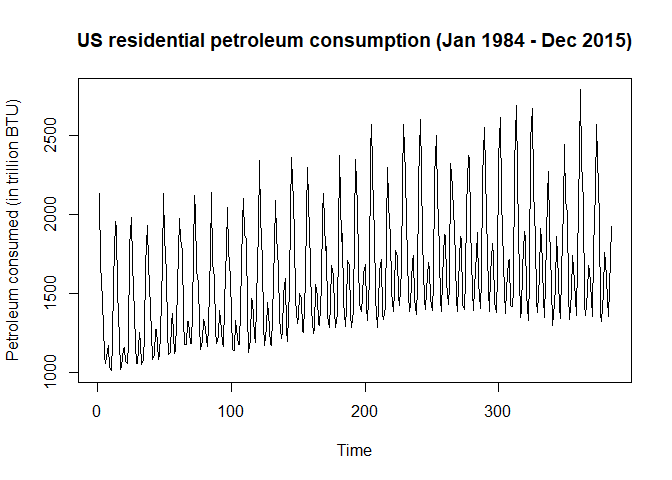 US residential petroleum consumption (Jan 1984 - Dec 2015)
Petroleum consumed (in trillion BTU)
2500
2000
1500
1000
0
100
200
300
Time